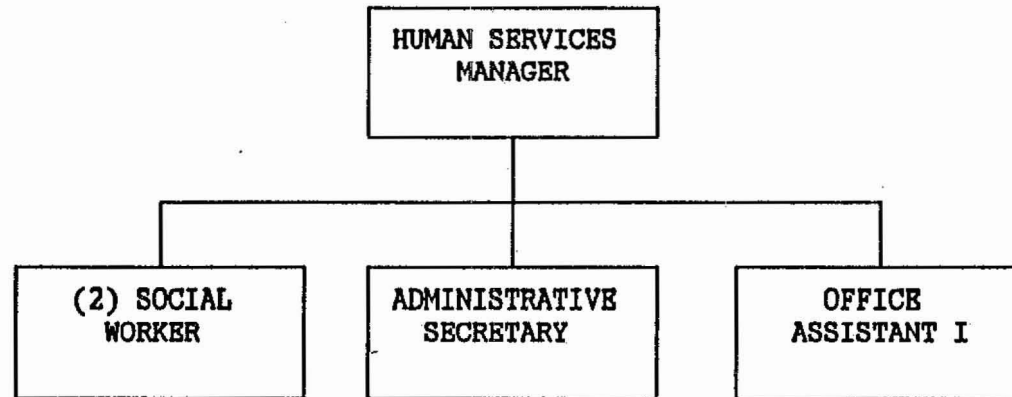 HUMAN SERVICES
MANAGER
(2) SOCIAL
WORKER
ADMINISTRATIVE
SECRETARY
OFFICE
ASSISTANT I